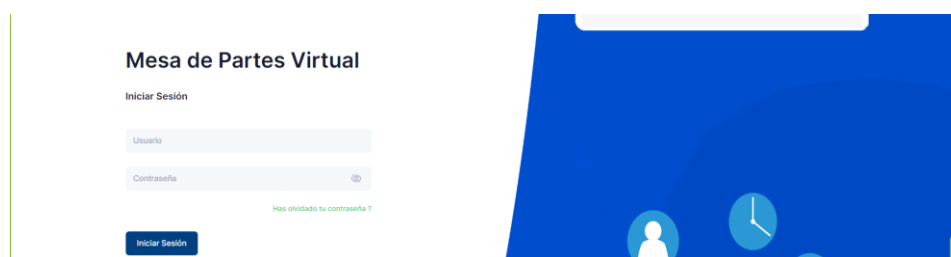 Mesa de Partes Virtual
Iniciar Sesión
Usuario
Contraseña
Has olvidado tu contraseña ?
Iniciar Sesión